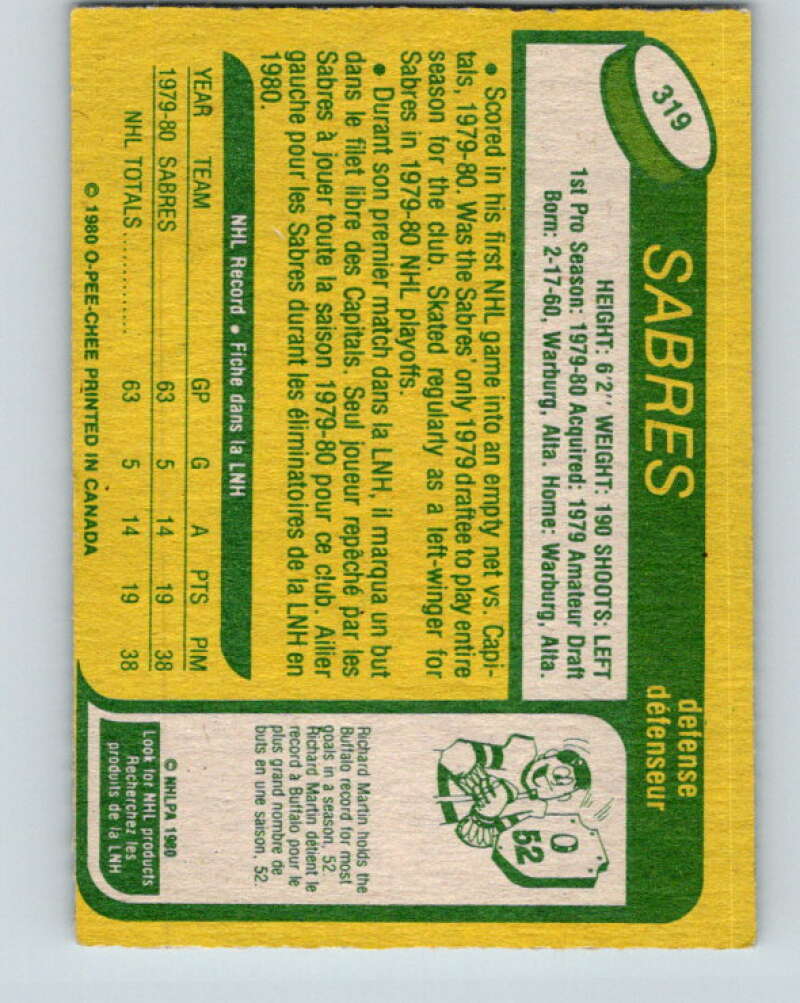 319
SABRES
defense
défenseur
HEIGHT: 6'2" WEIGHT: 190 SHOOTS: LEFT
1st Pro Season: 1979-80 Acquired: 1979 Amateur Draft
Born: 2-17-60, Warburg, Alta. Home: Warburg, Alta.
• Scored in his first NHL game into an empty net vs. Capi-
tals, 1979-80. Was the Sabres' only 1979 draftee to play entire
season for the club. Skated regularly as a left-winger for
Sabres in 1979-80 NHL playoffs.
• Durant son premier match dans la LNH, il marqua un but
dans le filet libre des Capitals. Seul joueur repêché par les
Sabres à jouer toute la saison 1979-80 pour ce club. Ailier
gauche pour les Sabres durant les éliminatoires de la LNH en
1980.
NHL Record • Fiche dans la LNH
YEAR TEAM GP G A PTS PIM
1979-80 SABRES 63 5 14 19 38
NHL TOTALS ............ 63 5 14 19 38
© 1980 O-PEE-CHEE PRINTED IN CANADA
0
52
Richard Martin holds the
Buffalo record for most
goals in a season, 52
Richard Martin détient le
record à Buffalo pour le
plus grand nombre de
buts en une saison, 52.
© NHLPA 1980
Look for NHL products
Recherchez les
produits de la LNH